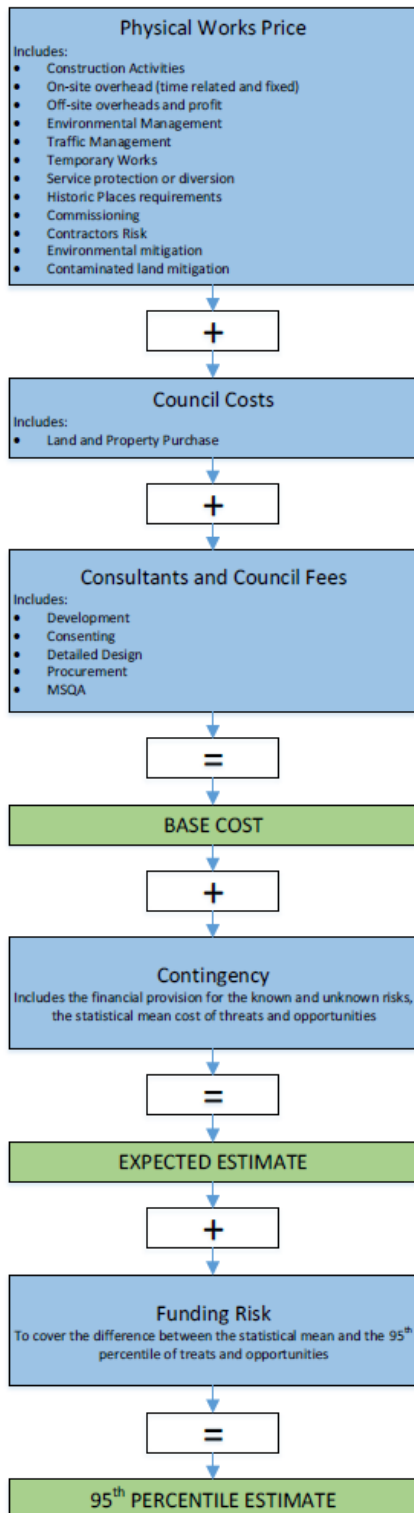 Physical Works Price
Includes:
• Construction Activities
• On-site overhead (time related and fixed)
• Off-site overheads and profit
• Environmental Management
• Traffic Management
• Temporary Works
• Service protection or diversion
• Historic Places requirements
• Commissioning
• Contractors Risk
• Environmental mitigation
• Contaminated land mitigation
+
Council Costs
Includes:
• Land and Property Purchase
+
Consultants and Council Fees
Includes:
• Development
• Consenting
• Detailed Design
• Procurement
• MSQA
=
BASE COST
+
Contingency
Includes the financial provision for the known and unknown risks,
the statistical mean cost of threats and opportunities
=
EXPECTED ESTIMATE
+
Funding Risk
To cover the difference between the statistical mean and the 95th
percentile of treats and opportunities
=
95th PERCENTILE ESTIMATE